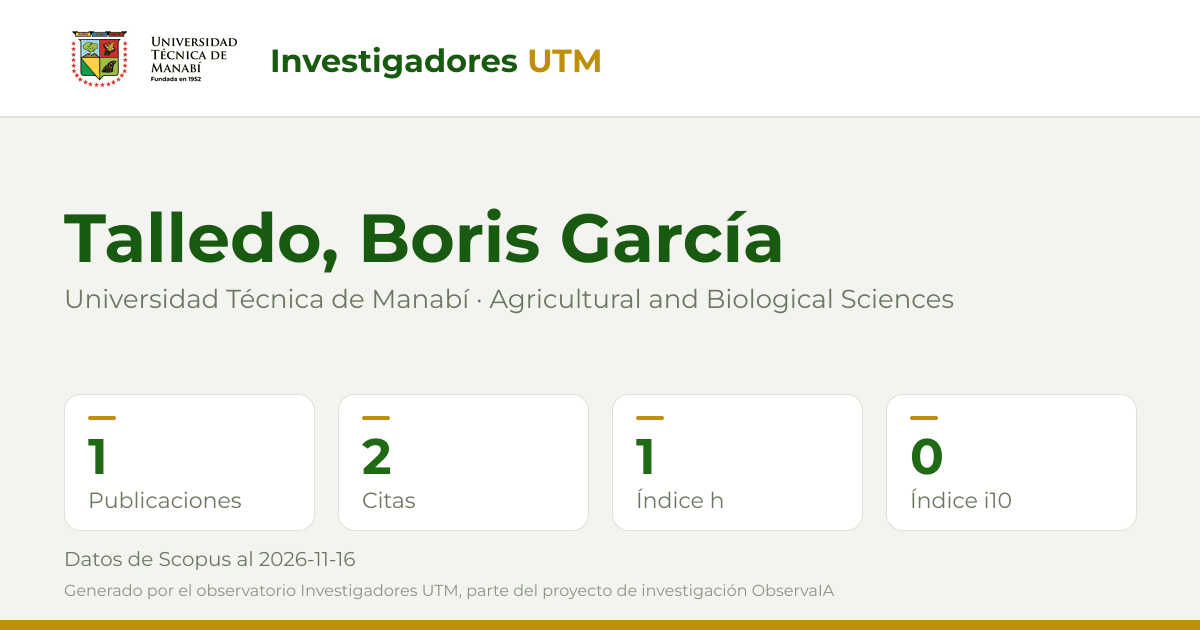 UNIVERSIDAD
TÉCNICA DE
MANABÍ
Fundada en 1952
Investigadores UTM
Talledo, Boris García
Universidad Técnica de Manabí · Agricultural and Biological Sciences
1
Publicaciones
2
Citas
1
Índice h
0
Índice i10
Datos de Scopus al 2026-11-16
Generado por el observatorio Investigadores UTM, parte del proyecto de investigación ObservaIA